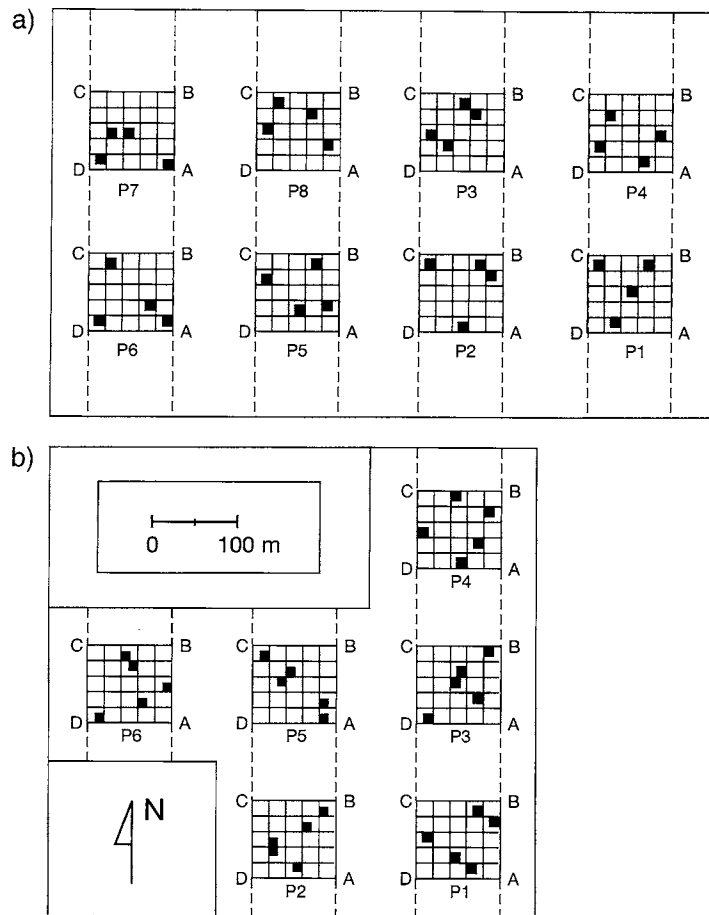 a)
C B C B C B C B
D A D A D A D A
P7 P8 P3 P4
C B C B C B C B
D A D A D A D A
P6 P5 P2 P1
b)
C B
0 100 m
D A
P4
C B C B C B
D A D A D A
P6 P5 P3
N
C B C B
D A D A
P2 P1